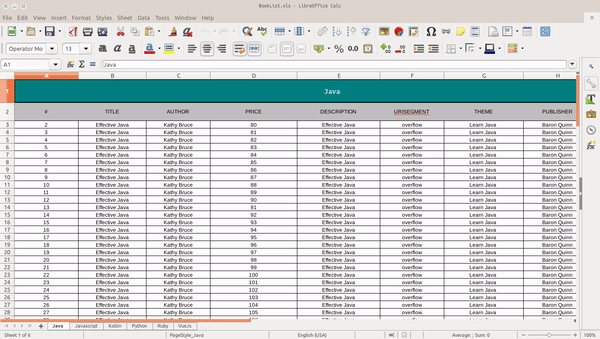 BookList.xls - LibreOffice Calc
File Edit View Insert Format Styles Sheet Data Tools Window Help
Operator Mo 13
A1 Java
A B C D E F G H
1 Java
2 # TITLE AUTHOR PRICE DESCRIPTION URISEGMENT THEME PUBLISHER
3 2 Effective Java Kathy Bruce 80 Effective Java overflow Learn Java Baron Quinn
4 3 Effective Java Kathy Bruce 81 Effective Java overflow Learn Java Baron Quinn
5 4 Effective Java Kathy Bruce 82 Effective Java overflow Learn Java Baron Quinn
6 5 Effective Java Kathy Bruce 83 Effective Java overflow Learn Java Baron Quinn
7 6 Effective Java Kathy Bruce 84 Effective Java overflow Learn Java Baron Quinn
8 7 Effective Java Kathy Bruce 85 Effective Java overflow Learn Java Baron Quinn
9 8 Effective Java Kathy Bruce 86 Effective Java overflow Learn Java Baron Quinn
10 9 Effective Java Kathy Bruce 87 Effective Java overflow Learn Java Baron Quinn
11 10 Effective Java Kathy Bruce 88 Effective Java overflow Learn Java Baron Quinn
12 11 Effective Java Kathy Bruce 89 Effective Java overflow Learn Java Baron Quinn
13 12 Effective Java Kathy Bruce 90 Effective Java overflow Learn Java Baron Quinn
14 13 Effective Java Kathy Bruce 91 Effective Java overflow Learn Java Baron Quinn
15 14 Effective Java Kathy Bruce 92 Effective Java overflow Learn Java Baron Quinn
16 15 Effective Java Kathy Bruce 93 Effective Java overflow Learn Java Baron Quinn
17 16 Effective Java Kathy Bruce 94 Effective Java overflow Learn Java Baron Quinn
18 17 Effective Java Kathy Bruce 95 Effective Java overflow Learn Java Baron Quinn
19 18 Effective Java Kathy Bruce 96 Effective Java overflow Learn Java Baron Quinn
20 19 Effective Java Kathy Bruce 97 Effective Java overflow Learn Java Baron Quinn
21 20 Effective Java Kathy Bruce 98 Effective Java overflow Learn Java Baron Quinn
22 21 Effective Java Kathy Bruce 99 Effective Java overflow Learn Java Baron Quinn
23 22 Effective Java Kathy Bruce 100 Effective Java overflow Learn Java Baron Quinn
24 23 Effective Java Kathy Bruce 101 Effective Java overflow Learn Java Baron Quinn
25 24 Effective Java Kathy Bruce 102 Effective Java overflow Learn Java Baron Quinn
26 25 Effective Java Kathy Bruce 103 Effective Java overflow Learn Java Baron Quinn
27 26 Effective Java Kathy Bruce 104 Effective Java overflow Learn Java Baron Quinn
28 27 Effective Java Kathy Bruce 105 Effective Java overflow Learn Java Baron Quinn
Java Javascript Kotlin Python Ruby VueJs
Sheet 1 of 6 PageStyle_Java English (USA) Average: ; Sum: 0 100%